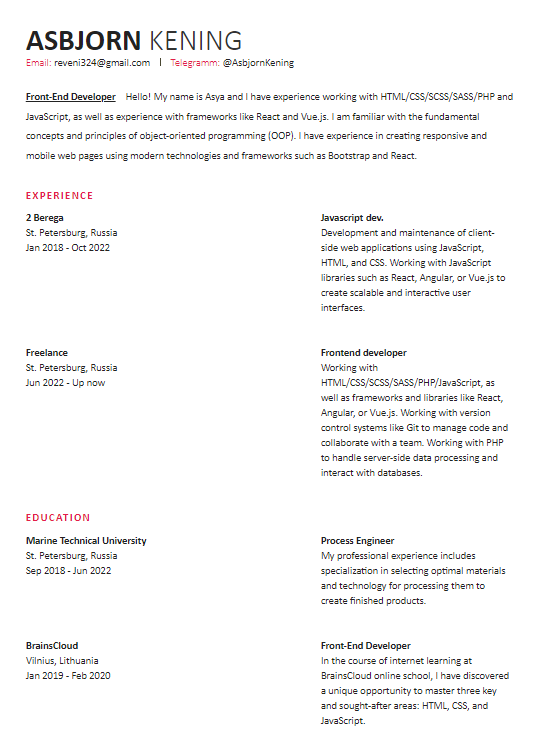 ASBJORN KENING
Email: reveni324@gmail.com | Telegramm: @AsbjornKening
Front-End Developer Hello! My name is Asya and I have experience working with HTML/CSS/SCSS/SASS/PHP and
JavaScript, as well as experience with frameworks like React and Vue.js. I am familiar with the fundamental
concepts and principles of object-oriented programming (OOP). I have experience in creating responsive and
mobile web pages using modern technologies and frameworks such as Bootstrap and React.
EXPERIENCE
2 Berega
St. Petersburg, Russia
Jan 2018 - Oct 2022
Javascript dev.
Development and maintenance of client-
side web applications using JavaScript,
HTML, and CSS. Working with JavaScript
libraries such as React, Angular, or Vue.js to
create scalable and interactive user
interfaces.
Freelance
St. Petersburg, Russia
Jun 2022 - Up now
Frontend developer
Working with
HTML/CSS/SCSS/SASS/PHP/JavaScript, as
well as frameworks and libraries like React,
Angular, or Vue.js. Working with version
control systems like Git to manage code and
collaborate with a team. Working with PHP
to handle server-side data processing and
interact with databases.
EDUCATION
Marine Technical University
St. Petersburg, Russia
Sep 2018 - Jun 2022
Process Engineer
My professional experience includes
specialization in selecting optimal materials
and technology for processing them to
create finished products.
BrainsCloud
Vilnius, Lithuania
Jan 2019 - Feb 2020
Front-End Developer
In the course of internet learning at
BrainsCloud online school, I have discovered
a unique opportunity to master three key
and sought-after areas: HTML, CSS, and
JavaScript.